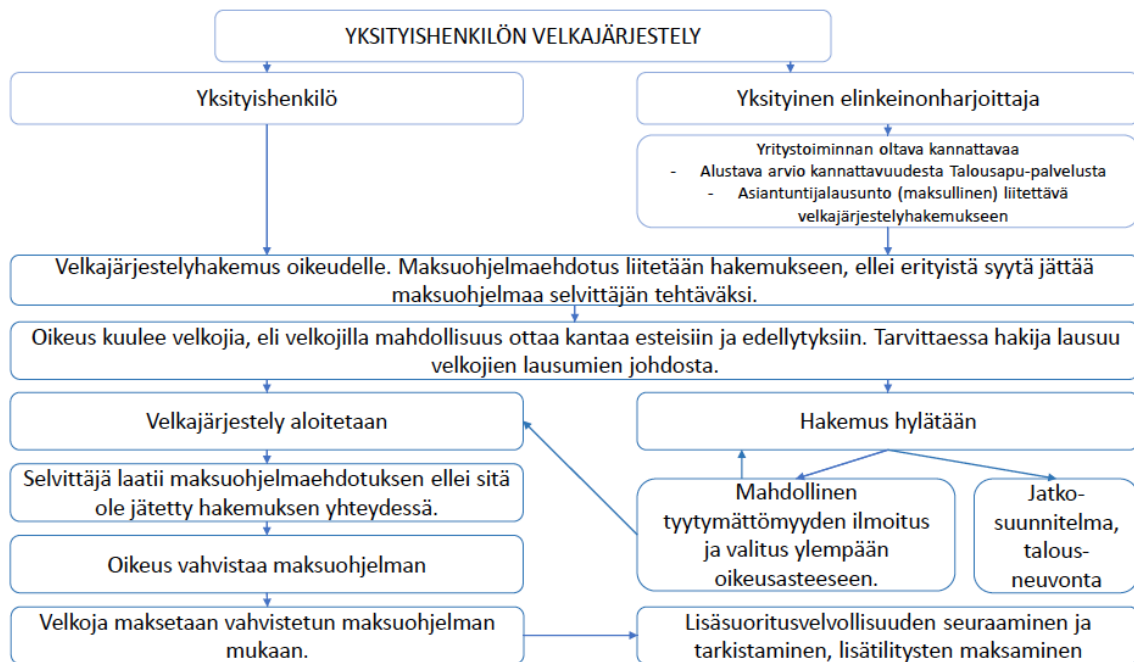 YKSITYISHENKILÖN VELKAJÄRJESTELY
Yksityishenkilö
Yksityinen elinkeinonharjoittaja
Yritystoiminnan oltava kannattavaa
- Alustava arvio kannattavuudesta Talousapu-palvelusta
- Asiantuntijalausunto (maksullinen) liitettävä
velkajärjestelyhakemukseen
Velkajärjestelyhakemus oikeudelle. Maksuohjelmaehdotus liitetään hakemukseen, ellei erityistä syytä jättää
maksuohjelmaa selvittäjän tehtäväksi.
Oikeus kuulee velkojia, eli velkojilla mahdollisuus ottaa kantaa esteisiin ja edellytyksiin. Tarvittaessa hakija lausuu
velkojien lausumien johdosta.
Velkajärjestely aloitetaan
Hakemus hylätään
Selvittäjä laatii maksuohjelmaehdotuksen ellei sitä
ole jätetty hakemuksen yhteydessä.
Mahdollinen
tyytymättömyyden ilmoitus
ja valitus ylempään
oikeusasteeseen.
Jatko-
suunnitelma,
talous-
neuvonta
Oikeus vahvistaa maksuohjelman
Velkoja maksetaan vahvistetun maksuohjelman
mukaan.
Lisäsuoritusvelvollisuuden seuraaminen ja
tarkistaminen, lisätilitysten maksaminen